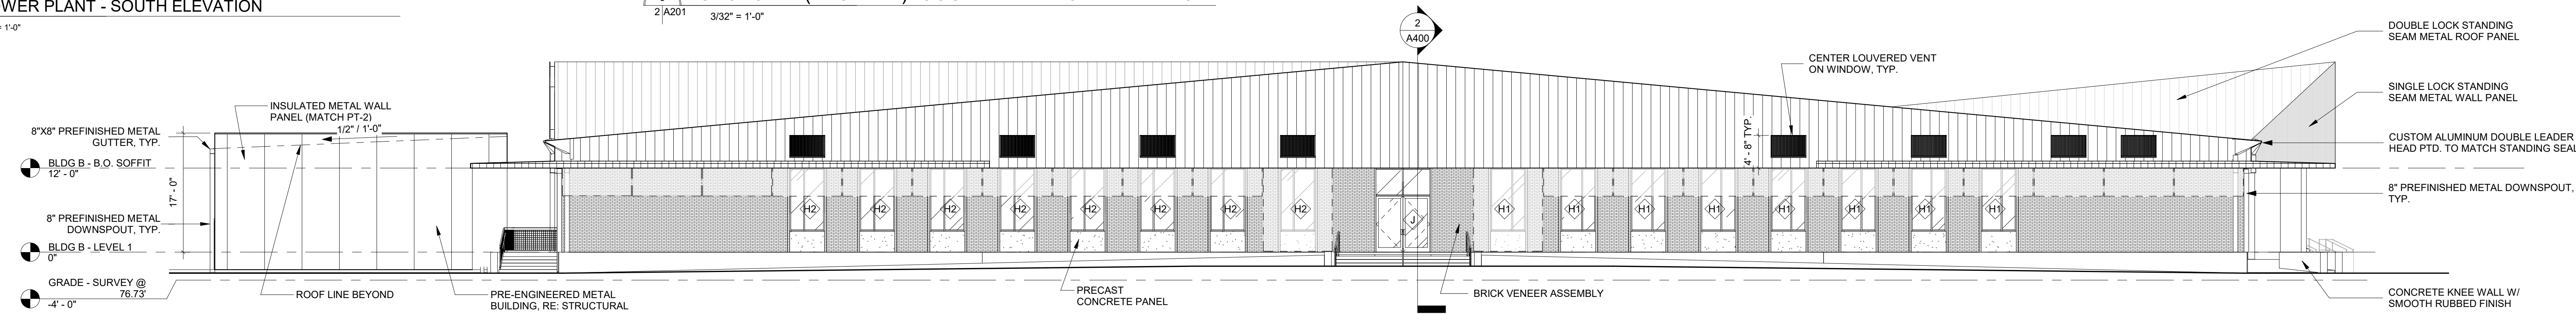 POWER PLANT - SOUTH ELEVATION
= 1'-0"
2 A201
3/32" = 1'-0"
2
A400
DOUBLE LOCK STANDING
SEAM METAL ROOF PANEL
CENTER LOUVERED VENT
ON WINDOW, TYP.
SINGLE LOCK STANDING
SEAM METAL WALL PANEL
INSULATED METAL WALL
PANEL (MATCH PT-2)
1/2" / 1'-0"
8"X8" PREFINISHED METAL
GUTTER, TYP.
4' - 8" TYP.
CUSTOM ALUMINUM DOUBLE LEADER
HEAD PTD. TO MATCH STANDING SEAL
BLDG B - B.O. SOFFIT
12' - 0"
17' - 0"
8" PREFINISHED METAL
DOWNSPOUT, TYP.
8" PREFINISHED METAL DOWNSPOUT,
TYP.
H2 H2 H2 H2 H2 H2 H2 H2 J H1 H1 H1 H1 H1 H1 H1 H1
BLDG B - LEVEL 1
0"
GRADE - SURVEY @
76.73'
-4' - 0"
ROOF LINE BEYOND
PRE-ENGINEERED METAL
BUILDING, RE: STRUCTURAL
PRECAST
CONCRETE PANEL
BRICK VENEER ASSEMBLY
CONCRETE KNEE WALL W/
SMOOTH RUBBED FINISH